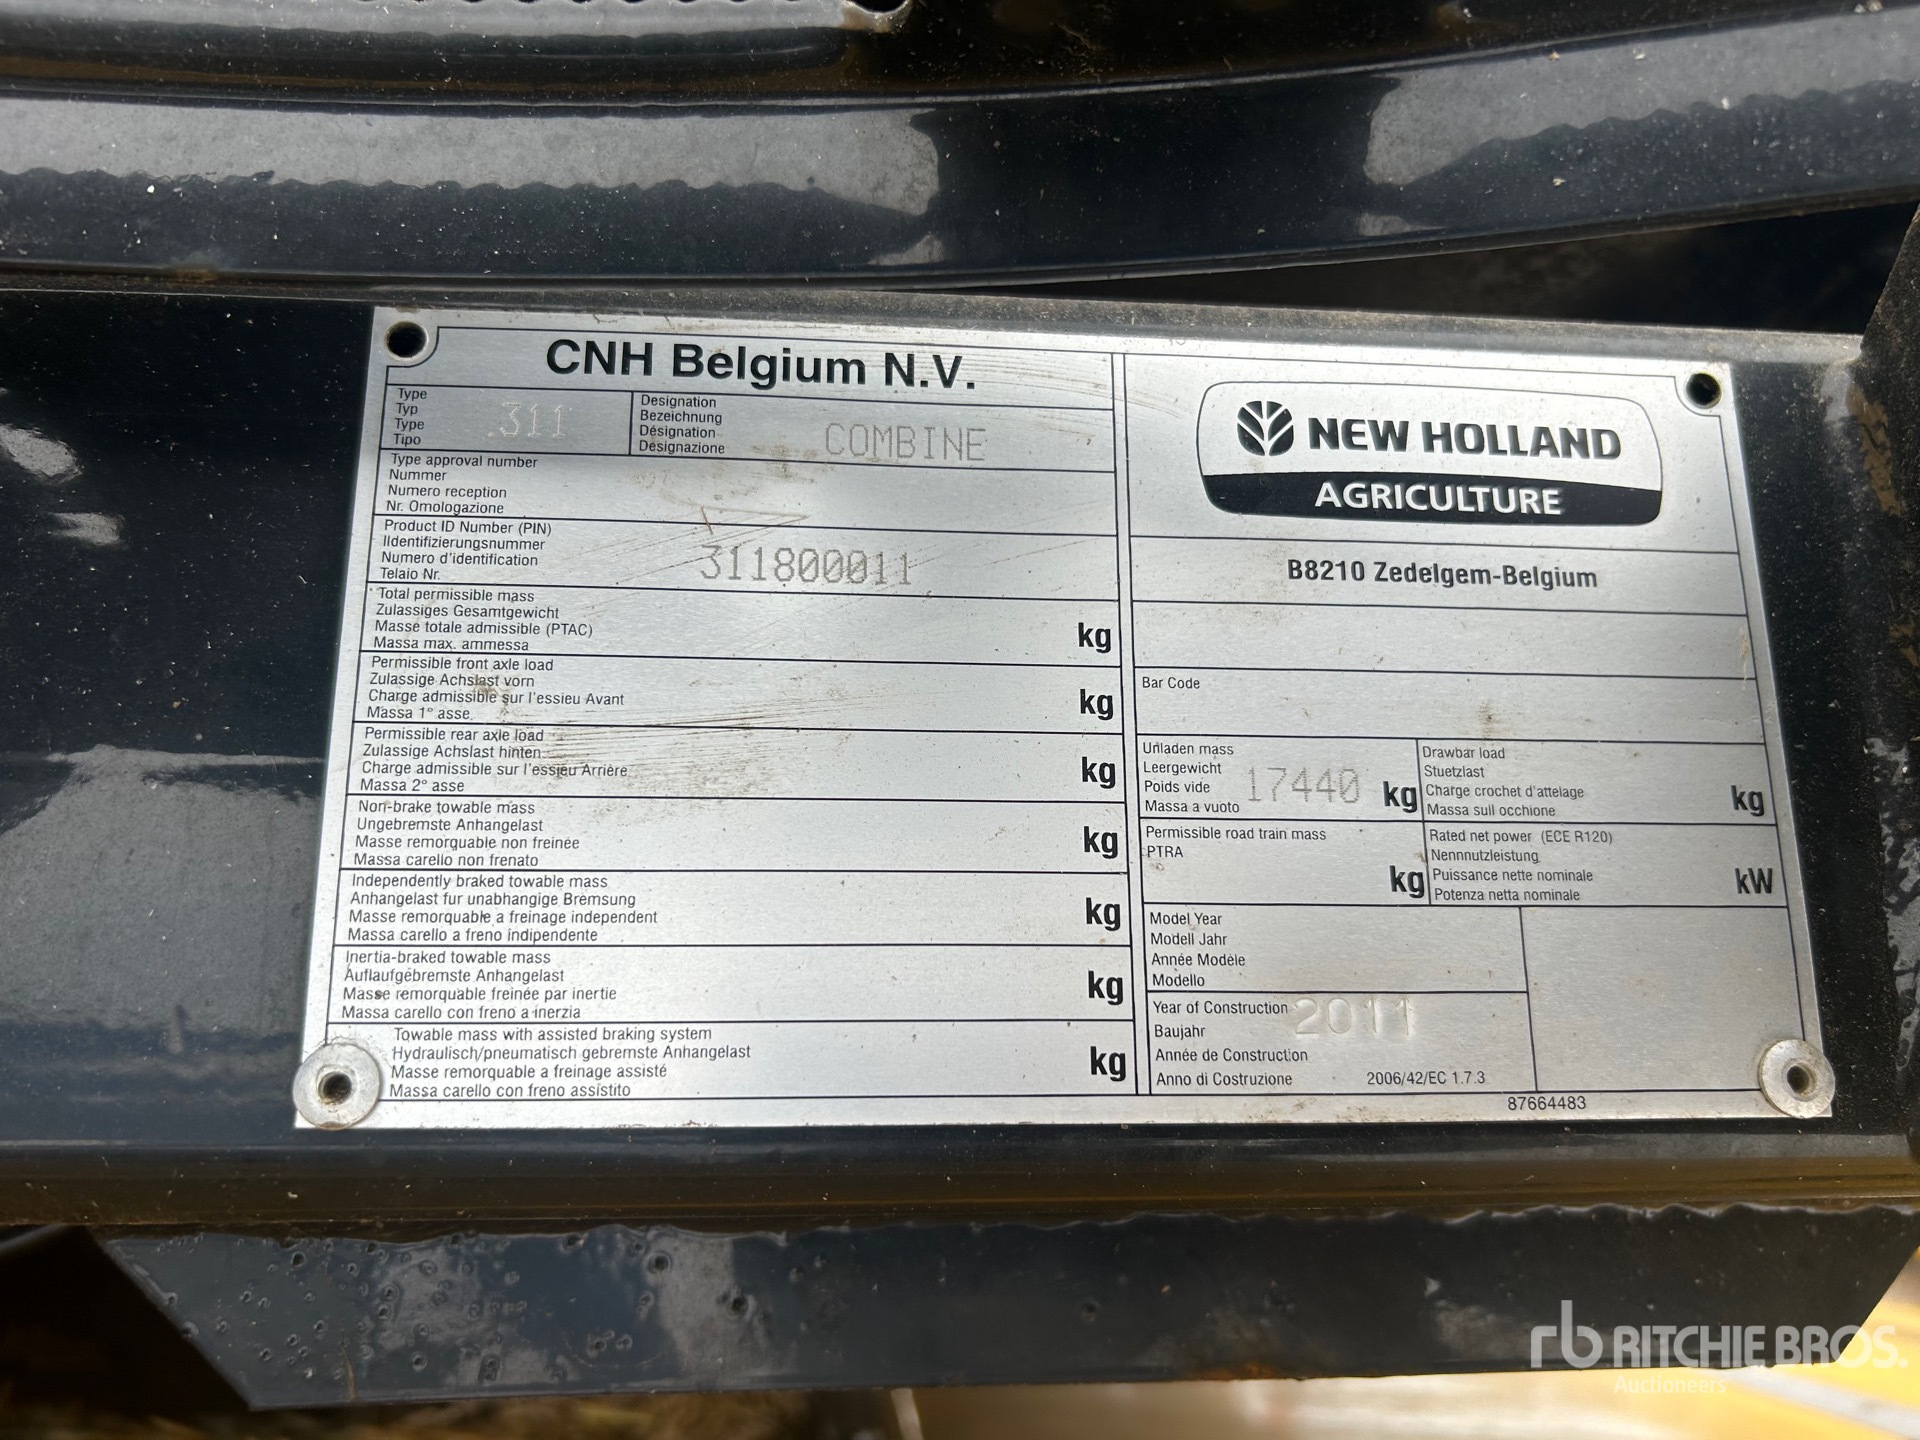 CNH Belgium N.V.
Type
Typ
Type
Tipo
311
Designation
Bezeichnung
Désignation
Designazione
COMBINE
Type approval number
Nummer
Numero reception
Nr. Omologazione
Product ID Number (PIN)
IIdentifizierungsnummer
Numero d'identification
Telaio Nr.
311800011
Total permissible mass
Zulassiges Gesamtgewicht
Masse totale admissible (PTAC)
Massa max. ammessa
kg
Permissible front axle load
Zulassige Achslast vorn
Charge admissible sur l'essieu Avant
Massa 1° asse
kg
Permissible rear axle load
Zulassige Achslast hinten
Charge admissible sur l'essieu Arrière
Massa 2° asse
kg
Non-brake towable mass
Ungebremste Anhangelast
Masse remorquable non freinée
Massa carello non frenato
kg
Independently braked towable mass
Anhangelast fur unabhangige Bremsung
Masse remorquable a freinage independent
Massa carello a freno indipendente
kg
Inertia-braked towable mass
Auflaufgebremste Anhangelast
Masse remorquable freinée par inertie
Massa carello con freno a inerzia
kg
Towable mass with assisted braking system
Hydraulisch/pneumatisch gebremste Anhangelast
Masse remorquable a freinage assisté
Massa carello con freno assistito
kg
NEW HOLLAND
AGRICULTURE
B8210 Zedelgem-Belgium
Bar Code
Unladen mass
Leergewicht
Poids vide
Massa a vuoto
17440 kg
Drawbar load
Stuetzlast
Charge crochet d'attelage
Massa sull occhione
kg
Permissible road train mass
PTRA
kg
Rated net power (ECE R120)
Nennnutzleistung
Puissance nette nominale
Potenza netta nominale
kW
Model Year
Modell Jahr
Année Modèle
Modello
Year of Construction 2011
Baujahr
Année de Construction
Anno di Costruzione
2006/42/EC 1.7.3
87664483
rb RITCHIE BROS.
Auctioneers